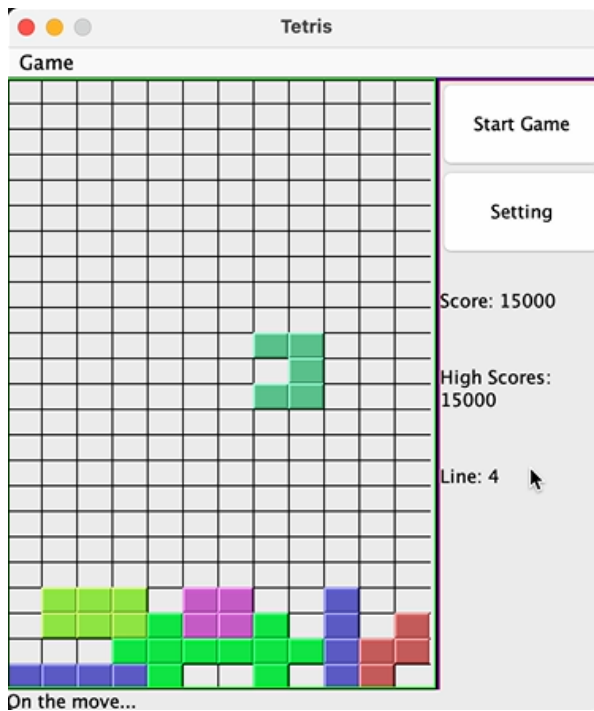 Tetris
Game
Start Game
Setting
Score: 15000
High Scores:
15000
Line: 4
On the move...